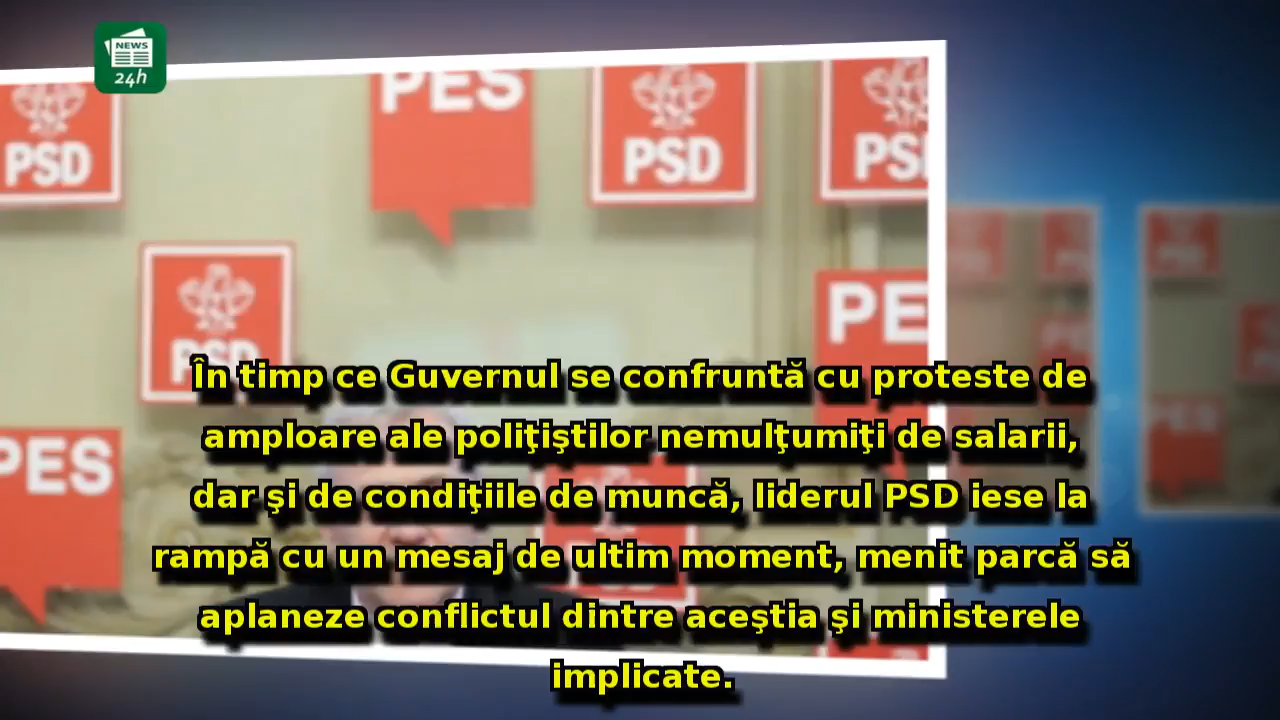 NEWS
24h
PES
PSD
PSD
PSD
PSD
PES
PES
În timp ce Guvernul se confruntă cu proteste de
amploare ale poliţiştilor nemulţumiţi de salarii,
dar şi de condiţiile de muncă, liderul PSD iese la
rampă cu un mesaj de ultim moment, menit parcă să
aplaneze conflictul dintre aceştia şi ministerele
implicate.